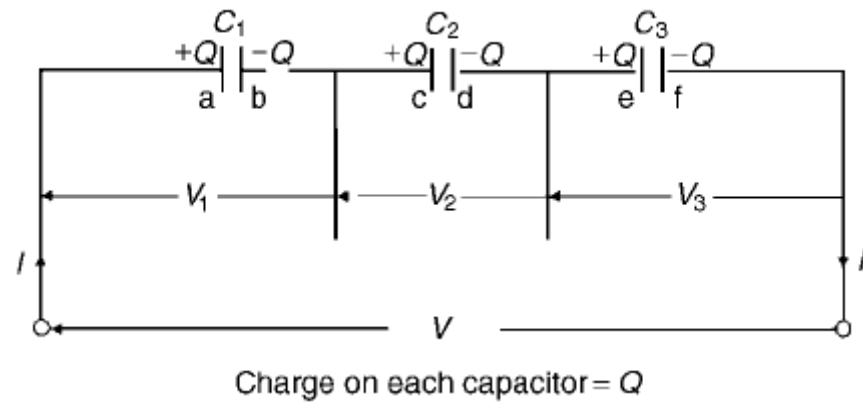 C1 C2 C3
+Q −Q +Q −Q +Q −Q
a b c d e f
V1 V2 V3
I I
V
Charge on each capacitor = Q